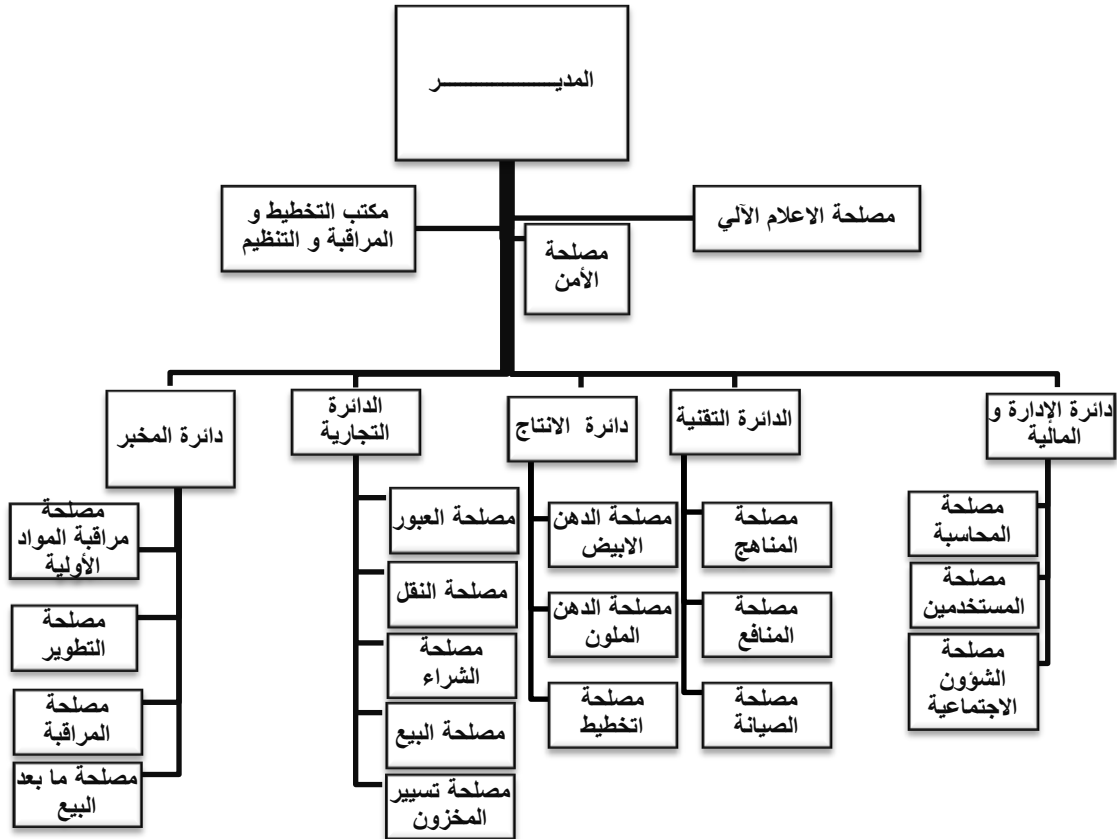 المديـــــــــــر
مصلحة الاعلام الآلي
مكتب التخطيط و
المراقبة و التنظيم
مصلحة
الأمن
دائرة الإدارة و
المالية
مصلحة
المحاسبة
مصلحة
المستخدمين
مصلحة
الشؤون
الاجتماعية
الدائرة التقنية
مصلحة
المناهج
مصلحة
المنافع
مصلحة
الصيانة
دائرة الانتاج
مصلحة الدهن
الابيض
مصلحة الدهن
الملون
مصلحة
اتخطيط
الدائرة
التجارية
مصلحة العبور
مصلحة النقل
مصلحة
الشراء
مصلحة البيع
مصلحة تسيير
المخزون
دائرة المخبر
مصلحة
مراقبة المواد
الأولية
مصلحة
التطوير
مصلحة
المراقبة
مصلحة ما بعد
البيع